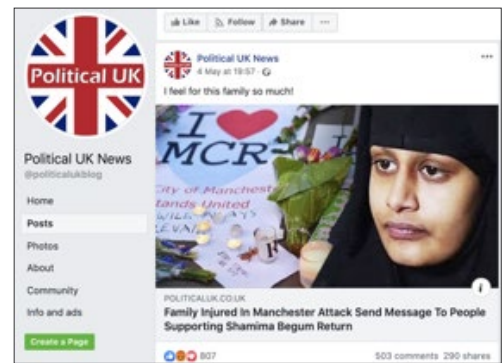 Like Follow Share ...
Political UK
Political UK News
4 May at 19:57
I feel for this family so much!
I
MCR
City of Manchester
tands United
Political UK News
@politicalukblog
Home
Posts
Photos
About
Community
Info and ads
Create a Page
POLITICALUK.CO.UK
Family Injured In Manchester Attack Send Message To People
Supporting Shamima Begum Return
807
503 comments 290 shares